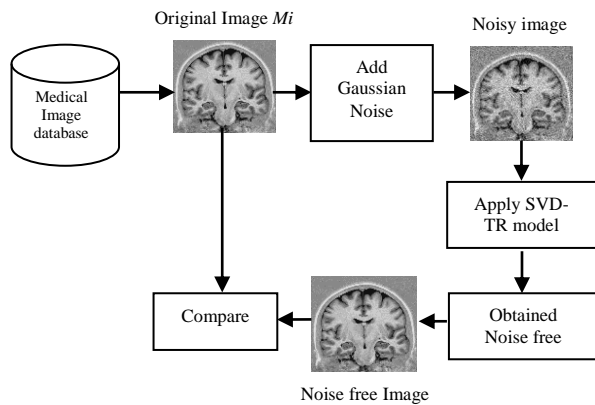 Original Image Mi
Noisy image
Medical
Image
database
Add
Gaussian
Noise
Apply SVD-
TR model
Compare
Obtained
Noise free
Noise free Image